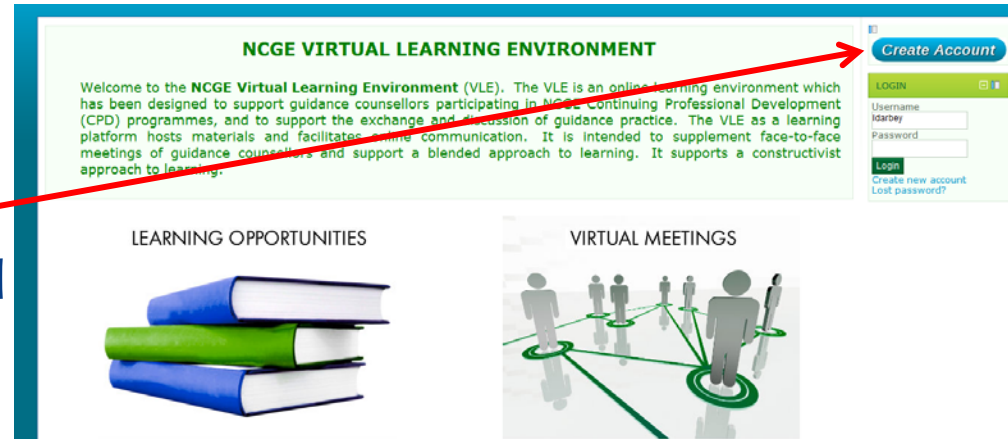 NCGE VIRTUAL LEARNING ENVIRONMENT
Welcome to the NCGE Virtual Learning Environment (VLE). The VLE is an online learning environment which
has been designed to support guidance counsellors participating in NCGE Continuing Professional Development
(CPD) programmes, and to support the exchange and discussion of guidance practice. The VLE as a learning
platform hosts materials and facilitates online communication. It is intended to supplement face-to-face
meetings of guidance counsellors and support a blended approach to learning. It supports a constructivist
approach to learning.
Create Account
LOGIN
Username
ldarbey
Password
Login
Create new account
Lost password?
LEARNING OPPORTUNITIES
VIRTUAL MEETINGS